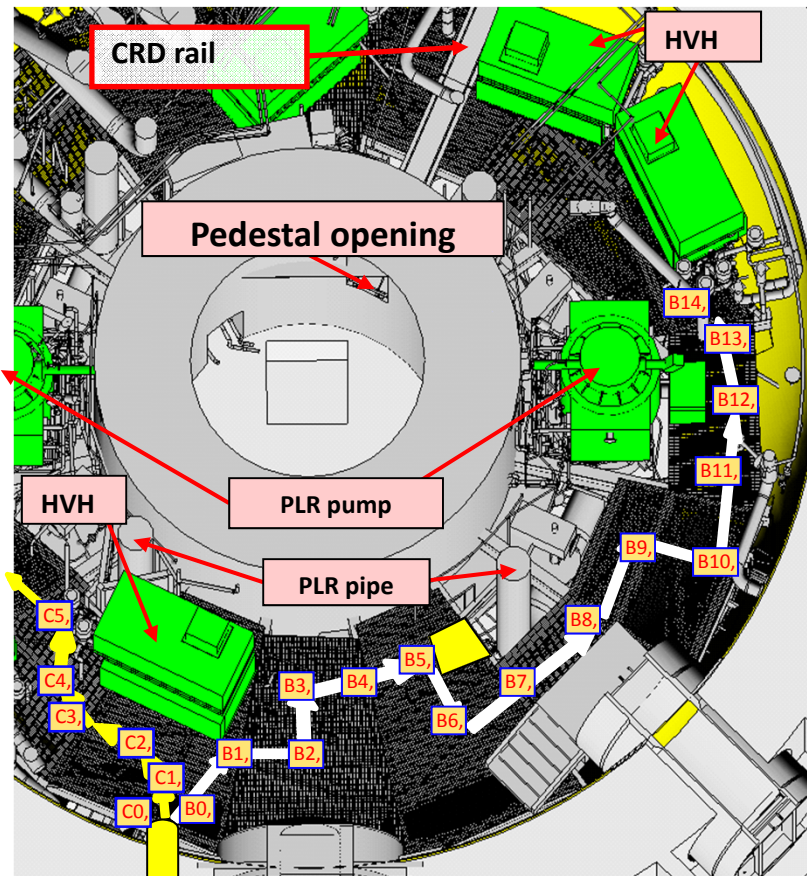 CRD rail
HVH
Pedestal opening
B14,
B13,
B12,
HVH
PLR pump
B11,
B9,
B10,
PLR pipe
C5,
B8,
B5,
C4,
B3,
B4,
B7,
C3,
B6,
C2,
B1,
B2,
C1,
C0,
B0,